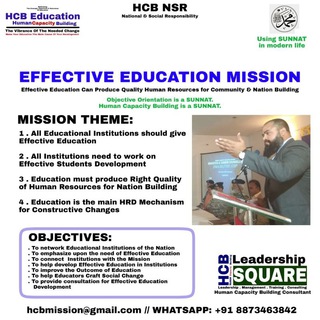 HCB Education
HumanCapacity Building
The Vibrance Of The Needed Change
HCB NSR
National & Social Responsibility
Using SUNNAT
in modern life
EFFECTIVE EDUCATION MISSION
Effective Education Can Produce Quality Human Resources for Community & Nation Building
Objective Orientation is a SUNNAT.
Human Capacity Building is a SUNNAT.
MISSION THEME:
1 . All Educational Institutions should give
Effective Education
2 . All Institutions need to work on
Effective Students Development
3 . Education must produce Right Quality
of Human Resources for Nation Building
4 . Education is the main HRD Mechanism
for Constructive Changes
OBJECTIVES:
. To network Educational Institutions of the Nation
. To emphasize upon the need of Effective Education
. To connect Institutions with the Mission
. To help develop Effective Education in Institutions
. To improve the Outcome of Education
. To help Educators Craft Social Change
. To provide consultation for Effective Education
Development
HCB Leadership
SQUARE
Leadership . Management . Training . Consulting
Human Capacity Building Consultant
hcbmission@gmail.com // WHATSAPP: +91 8873463842